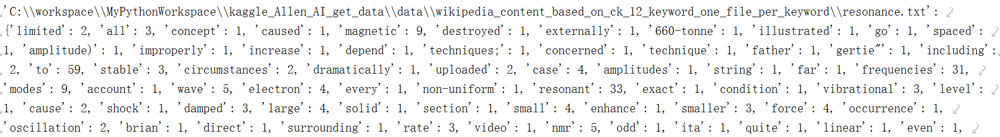 'C:\\workspace\\MyPythonWorkspace\\kaggle_Allen_AI_get_data\\data\\wikipedia_content_based_on_ck_12_keyword_one_file_per_keyword\\resonance.txt':
{'limited': 2, 'all': 3, 'concept': 1, 'caused': 1, 'magnetic': 9, 'destroyed': 1, 'externally': 1, '660-tonne': 1, 'illustrated': 1, 'go': 1, 'spaced':
1, 'amplitude)': 1, 'improperly': 1, 'increase': 1, 'depend': 1, 'techniques;': 1, 'concerned': 1, 'technique': 1, 'father': 1, 'gertie"': 1, 'including':
2, 'to': 59, 'stable': 3, 'circumstances': 2, 'dramatically': 1, 'uploaded': 2, 'case': 4, 'amplitudes': 1, 'string': 1, 'far': 1, 'frequencies': 31,
'modes': 9, 'account': 1, 'wave': 5, 'electron': 4, 'every': 1, 'non-uniform': 1, 'resonant': 33, 'exact': 1, 'condition': 1, 'vibrational': 3, 'level':
1, 'cause': 2, 'shock': 1, 'damped': 3, 'large': 4, 'solid': 1, 'section': 1, 'small': 4, 'enhance': 1, 'smaller': 3, 'force': 4, 'occurrence': 1,
'oscillation': 2, 'brian': 1, 'direct': 1, 'surrounding': 1, 'rate': 3, 'video': 1, 'nmr': 5, 'odd': 1, 'ita': 1, 'quite': 1, 'linear': 1, 'even': 1,